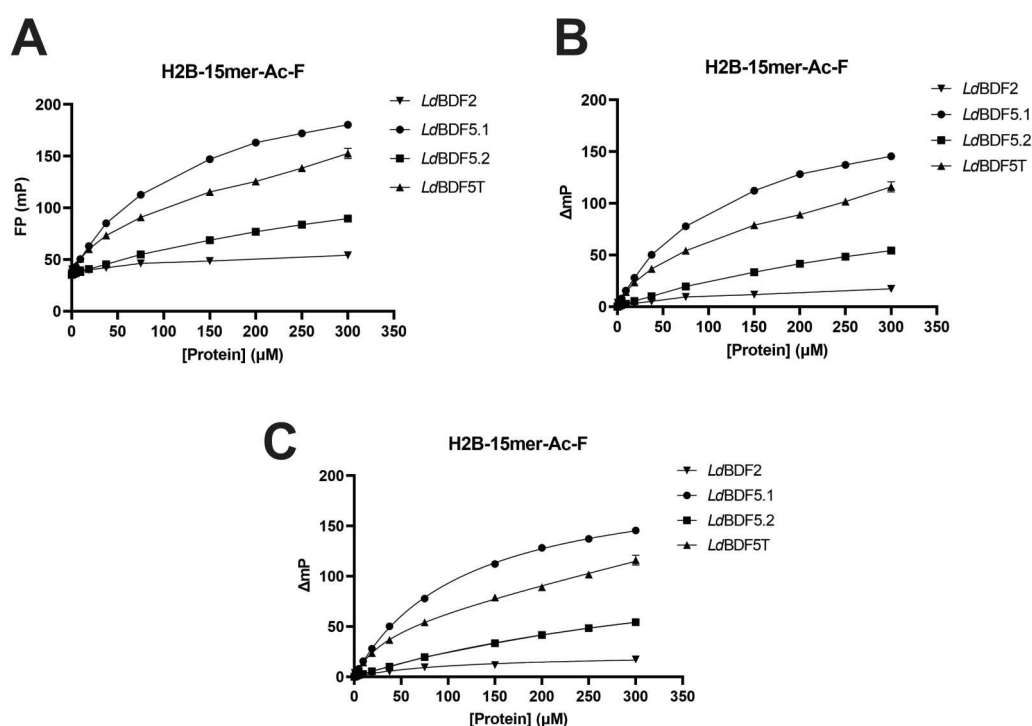 A
H2B-15mer-Ac-F
200
150
100
50
0
FP (mP)
0 50 100 150 200 250 300 350
[Protein] (µM)
LdBDF2
LdBDF5.1
LdBDF5.2
LdBDF5T
B
H2B-15mer-Ac-F
200
150
100
50
0
ΔmP
0 50 100 150 200 250 300 350
[Protein] (µM)
LdBDF2
LdBDF5.1
LdBDF5.2
LdBDF5T
C
H2B-15mer-Ac-F
200
150
100
50
0
ΔmP
0 50 100 150 200 250 300 350
[Protein] (µM)
LdBDF2
LdBDF5.1
LdBDF5.2
LdBDF5T